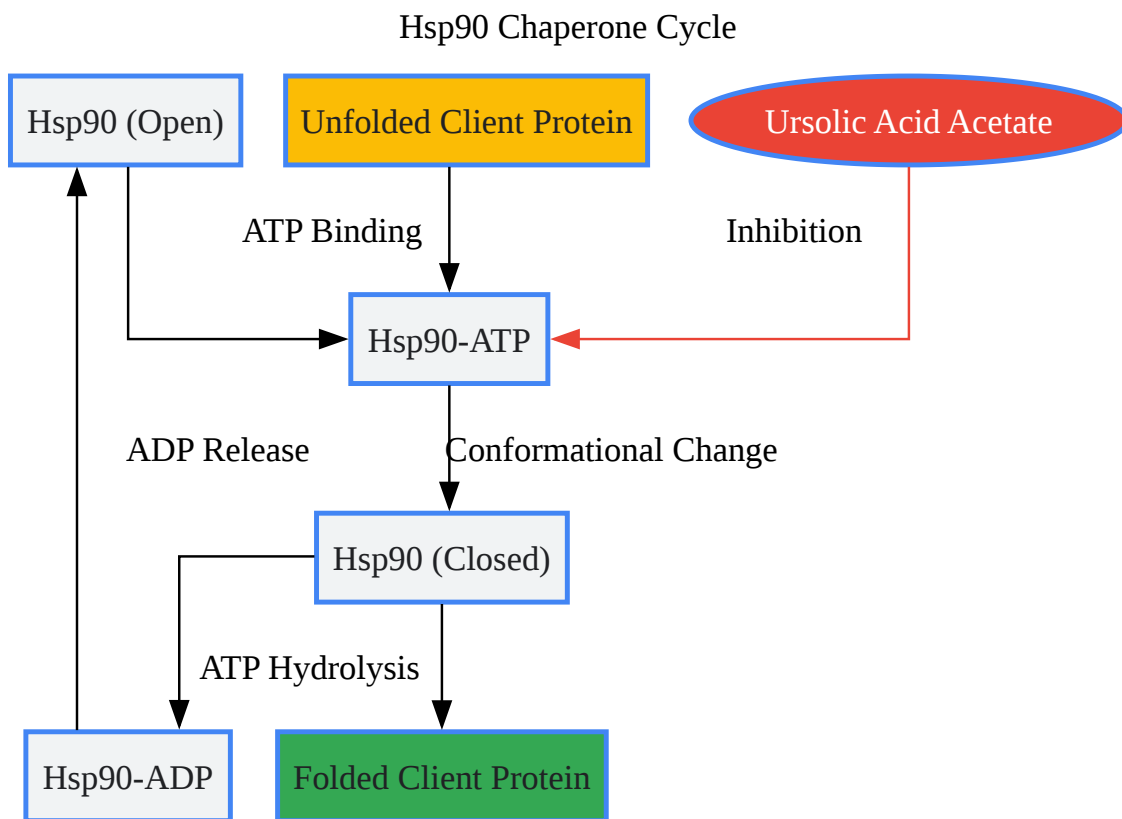 Hsp90 Chaperone Cycle
Hsp90 (Open)
Unfolded Client Protein
Ursolic Acid Acetate
ATP Binding
Inhibition
Hsp90-ATP
ADP Release
Conformational Change
Hsp90 (Closed)
ATP Hydrolysis
Hsp90-ADP
Folded Client Protein